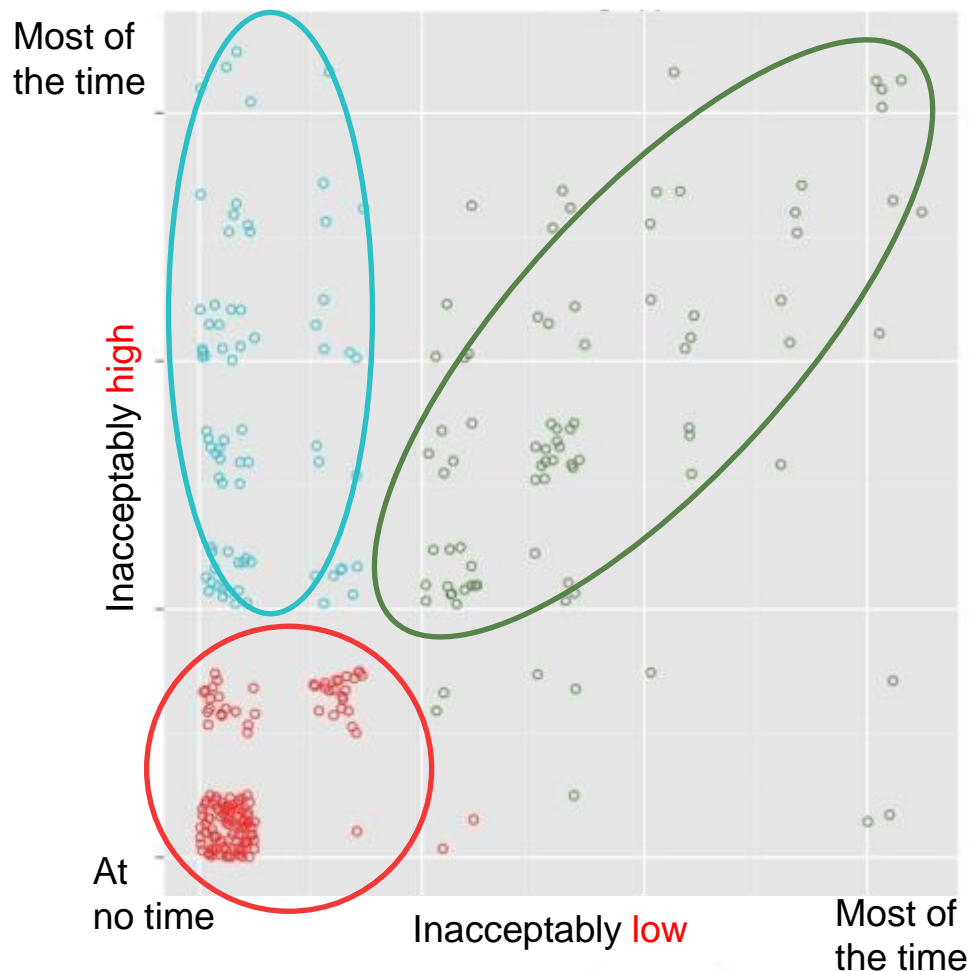 Most of
the time
Inacceptably high
At
no time
Inacceptably low
Most of
the time